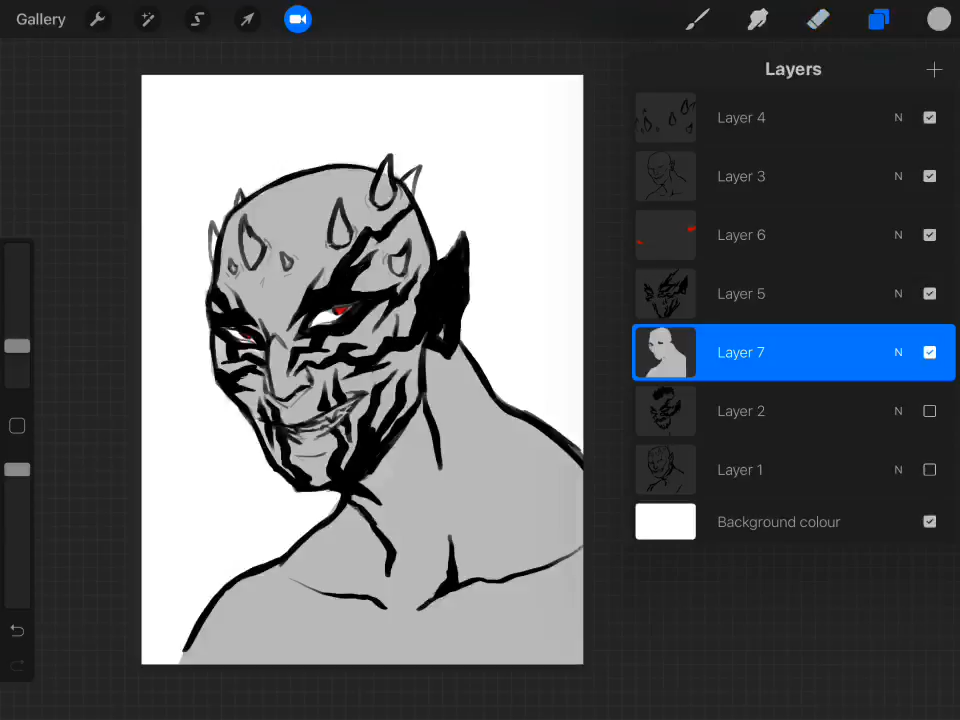 Gallery
Layers
Layer 4 N
Layer 3 N
Layer 6 N
Layer 5 N
Layer 7 N
Layer 2 N
Layer 1 N
Background colour